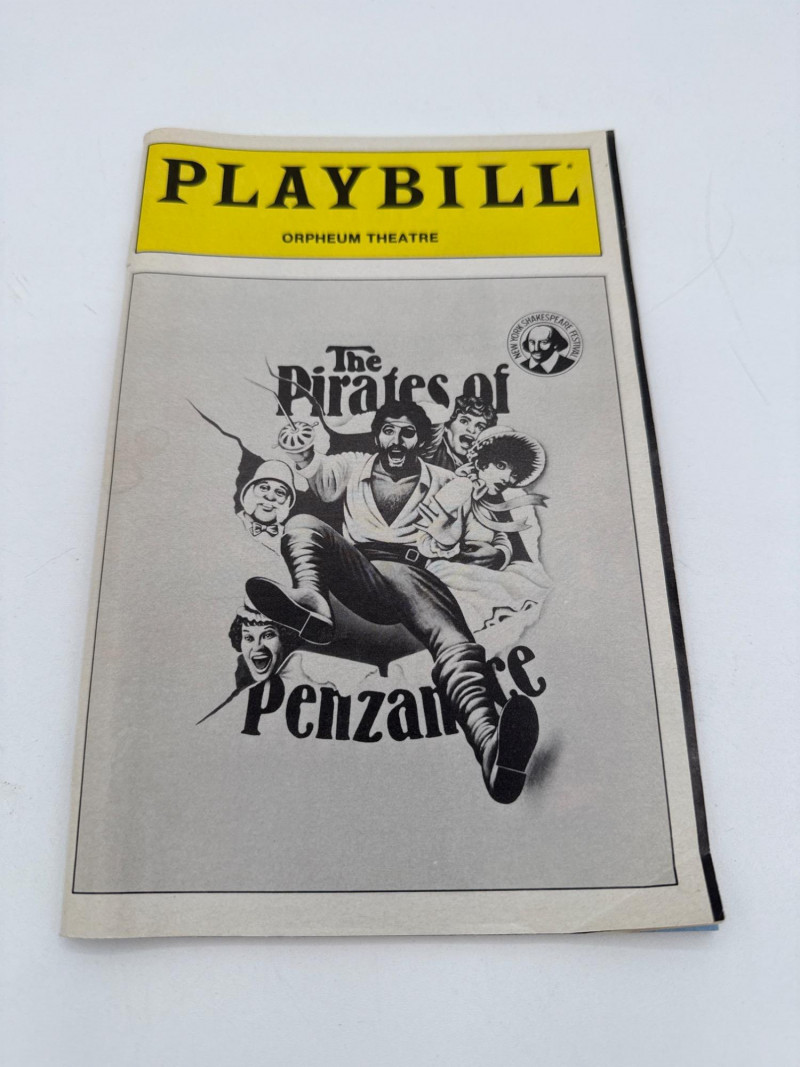 PLAYBILL
ORPHEUM THEATRE
NEW YORK SHAKESPEARE FESTIVAL
The
Pirates of
Penzance